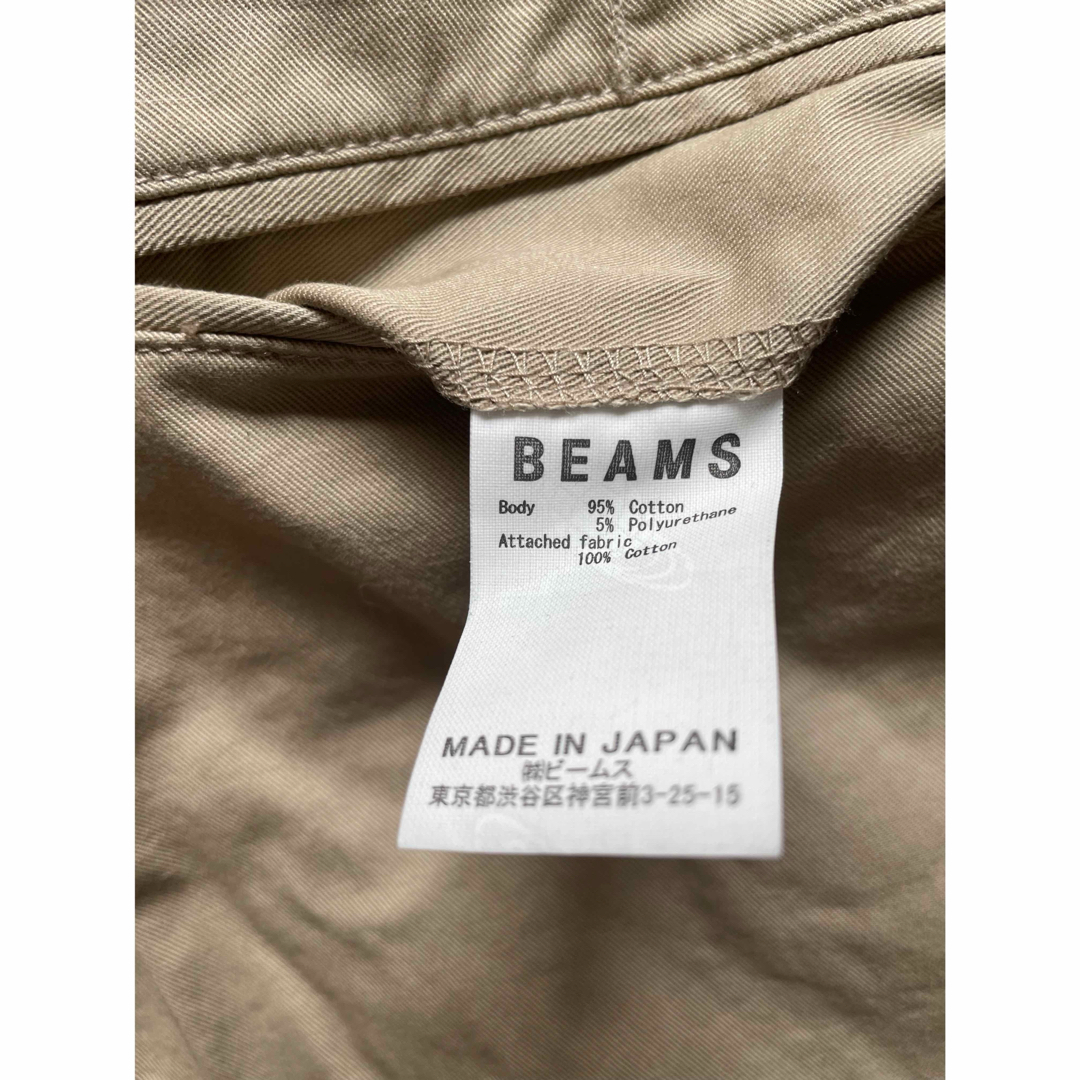 BEAMS
Body 95% Cotton
5% Polyurethane
Attached fabric
100% Cotton
MADE IN JAPAN
㈱ビームス
東京都渋谷区神宮前3-25-15